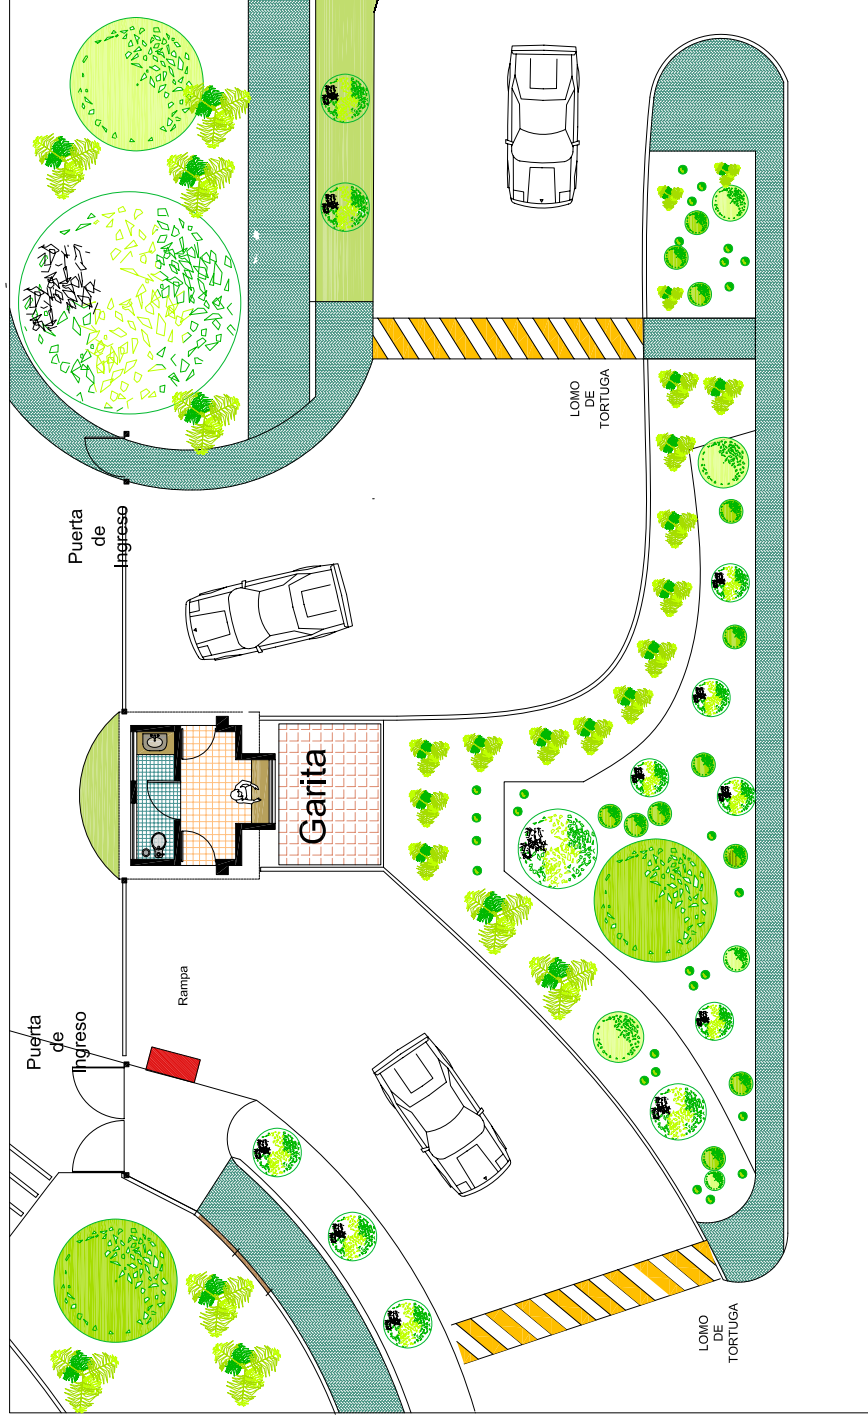 LOMO
DE
TORTUGA
Puerta
de
Ingreso
Garita
Rampa
Puerta
de
Ingreso
LOMO
DE
TORTUGA